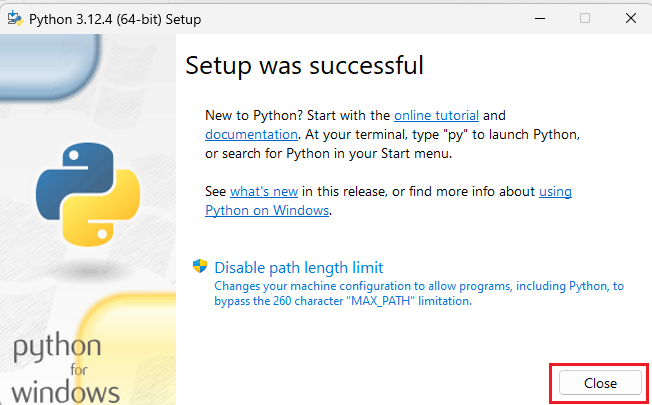 Python 3.12.4 (64-bit) Setup
Setup was successful
New to Python? Start with the online tutorial and
documentation. At your terminal, type "py" to launch Python,
or search for Python in your Start menu.
See what's new in this release, or find more info about using
Python on Windows.
Disable path length limit
Changes your machine configuration to allow programs, including Python, to
bypass the 260 character "MAX_PATH" limitation.
python
for
windows
Close